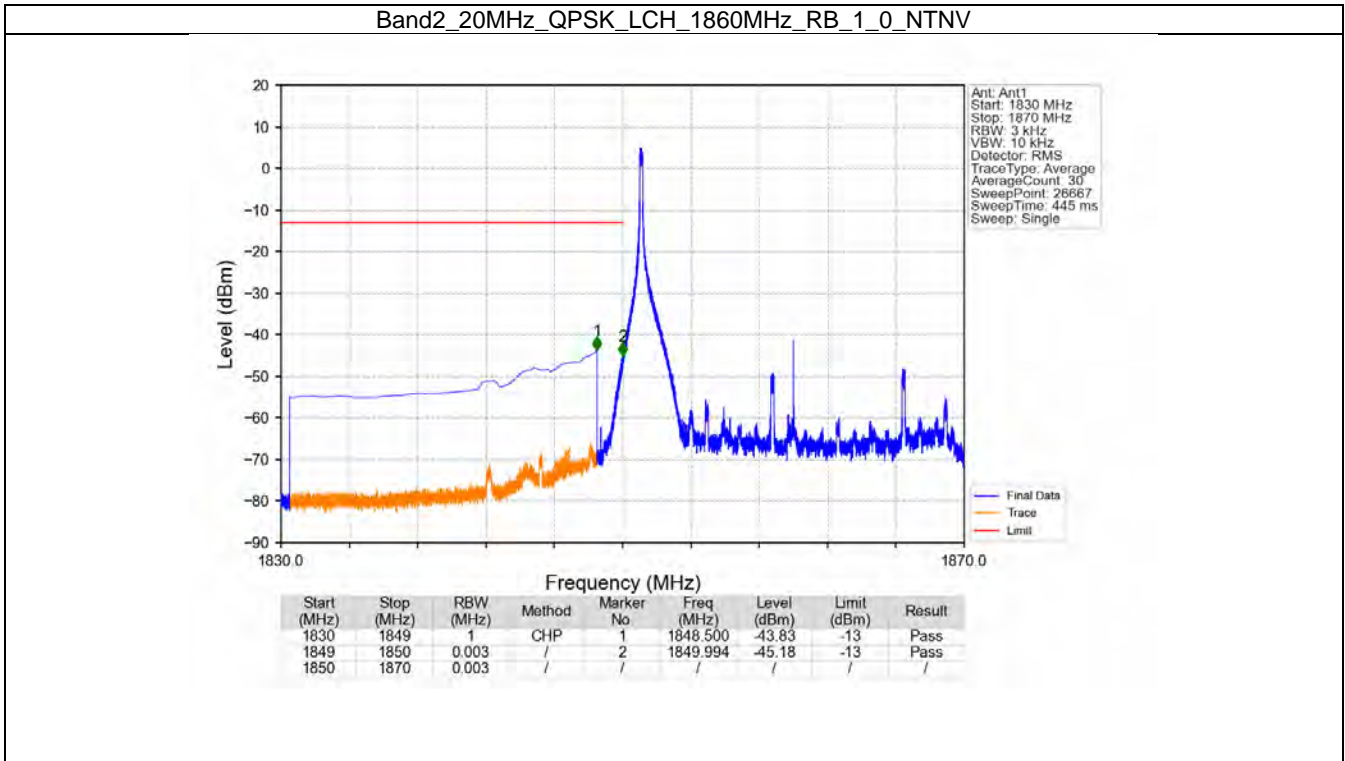 Band2_20MHz_QPSK_LCH_1860MHz_RB_1_0_NTNV
Ant: Ant1
Start: 1830 MHz
Stop: 1870 MHz
RBW: 3 kHz
VBW: 10 kHz
Detector: RMS
TraceType: Average
AverageCount: 30
SweepPoint: 26667
SweepTime: 445 ms
Sweep: Single
20
10
0
−10
−20
−30
−40
−50
−60
−70
−80
−90
Level (dBm)
1
2
Final Data
Trace
Limit
1830.0
1870.0
Frequency (MHz)
Start (MHz) Stop (MHz) RBW (MHz) Method Marker No Freq (MHz) Level (dBm) Limit (dBm) Result
1830 1849 1 CHP 1 1848.500 -43.83 -13 Pass
1849 1850 0.003 / 2 1849.994 -45.18 -13 Pass
1850 1870 0.003 / / / / / /